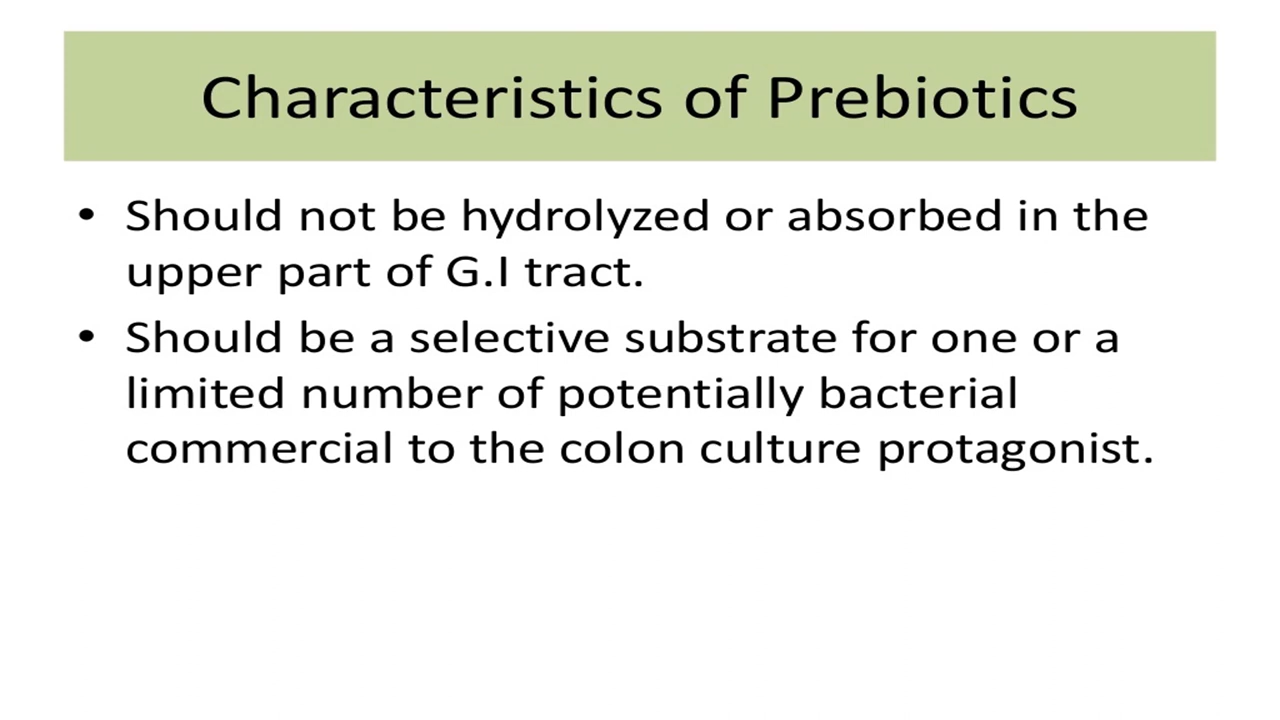 Characteristics of Prebiotics
• Should not be hydrolyzed or absorbed in the
upper part of G.I tract.
• Should be a selective substrate for one or a
limited number of potentially bacterial
commercial to the colon culture protagonist.